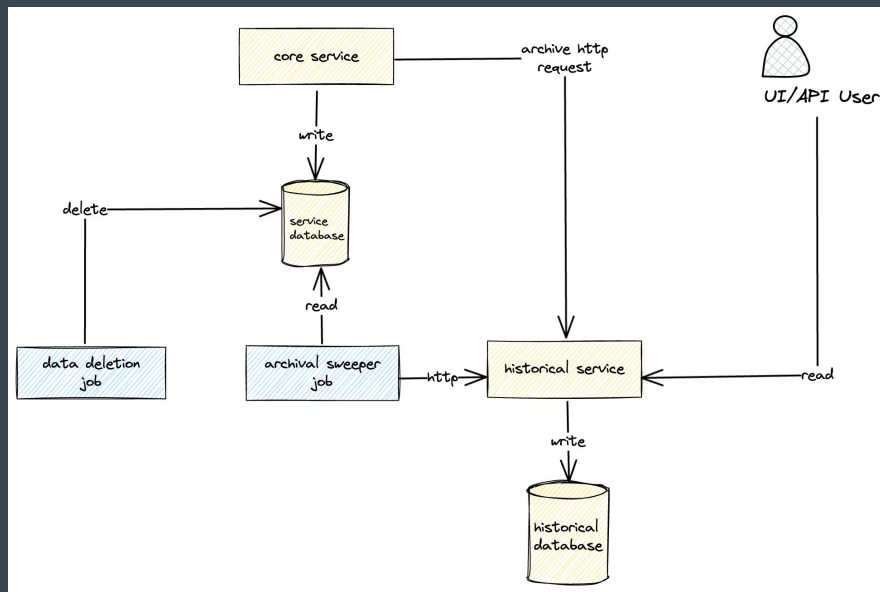 core service
archive http
request
UI/API User
write
delete
service
database
read
data deletion
job
archival sweeper
job
http
historical service
read
write
historical
database